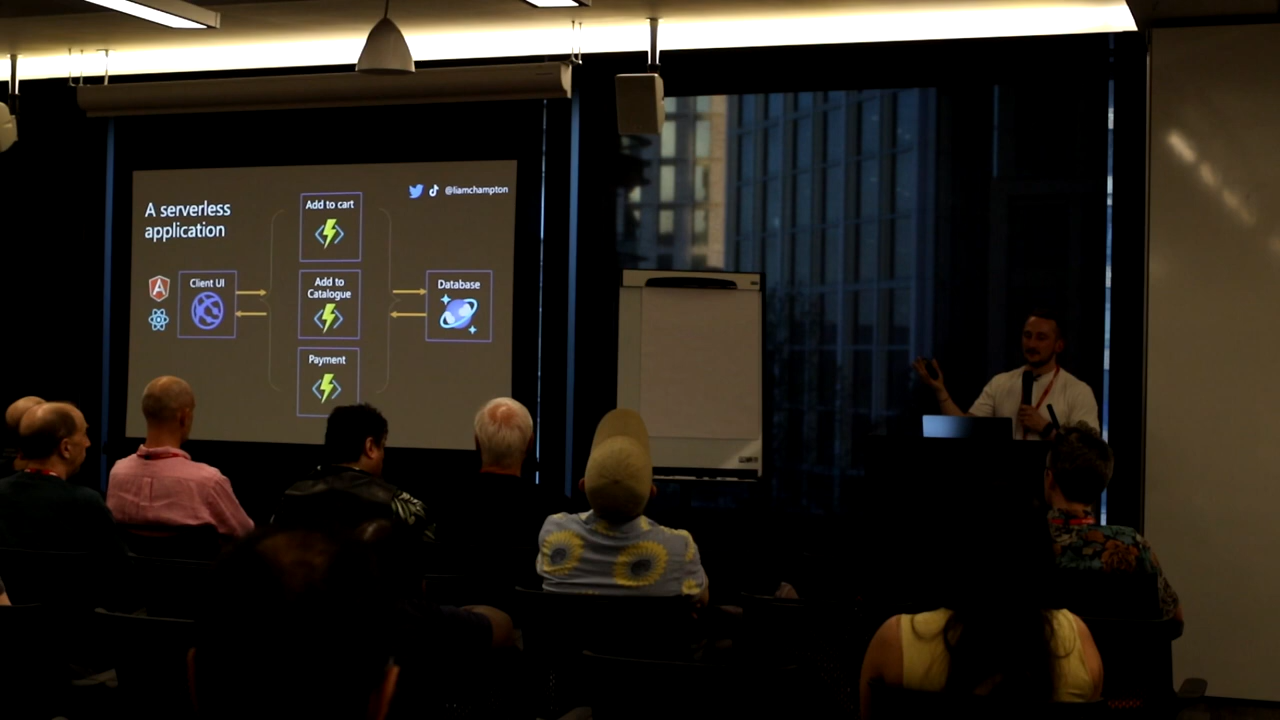 A serverless
application
@liamchampton
Add to cart
Client UI
Add to
Catalogue
Database
Payment